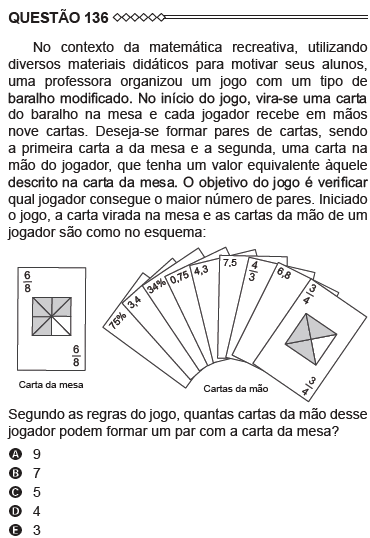 QUESTÃO 136
No contexto da matemática recreativa, utilizando
diversos materiais didáticos para motivar seus alunos,
uma professora organizou um jogo com um tipo de
baralho modificado. No início do jogo, vira-se uma carta
do baralho na mesa e cada jogador recebe em mãos
nove cartas. Deseja-se formar pares de cartas, sendo
a primeira carta a da mesa e a segunda, uma carta na
mão do jogador, que tenha um valor equivalente àquele
descrito na carta da mesa. O objetivo do jogo é verificar
qual jogador consegue o maior número de pares. Iniciado
o jogo, a carta virada na mesa e as cartas da mão de um
jogador são como no esquema:
6/8
6/8
Carta da mesa
75%
3,4
34%
0,75
4,3
7,5
4/3
6,8
3/4
3/4
Cartas da mão
Segundo as regras do jogo, quantas cartas da mão desse
jogador podem formar um par com a carta da mesa?
A 9
B 7
C 5
D 4
E 3